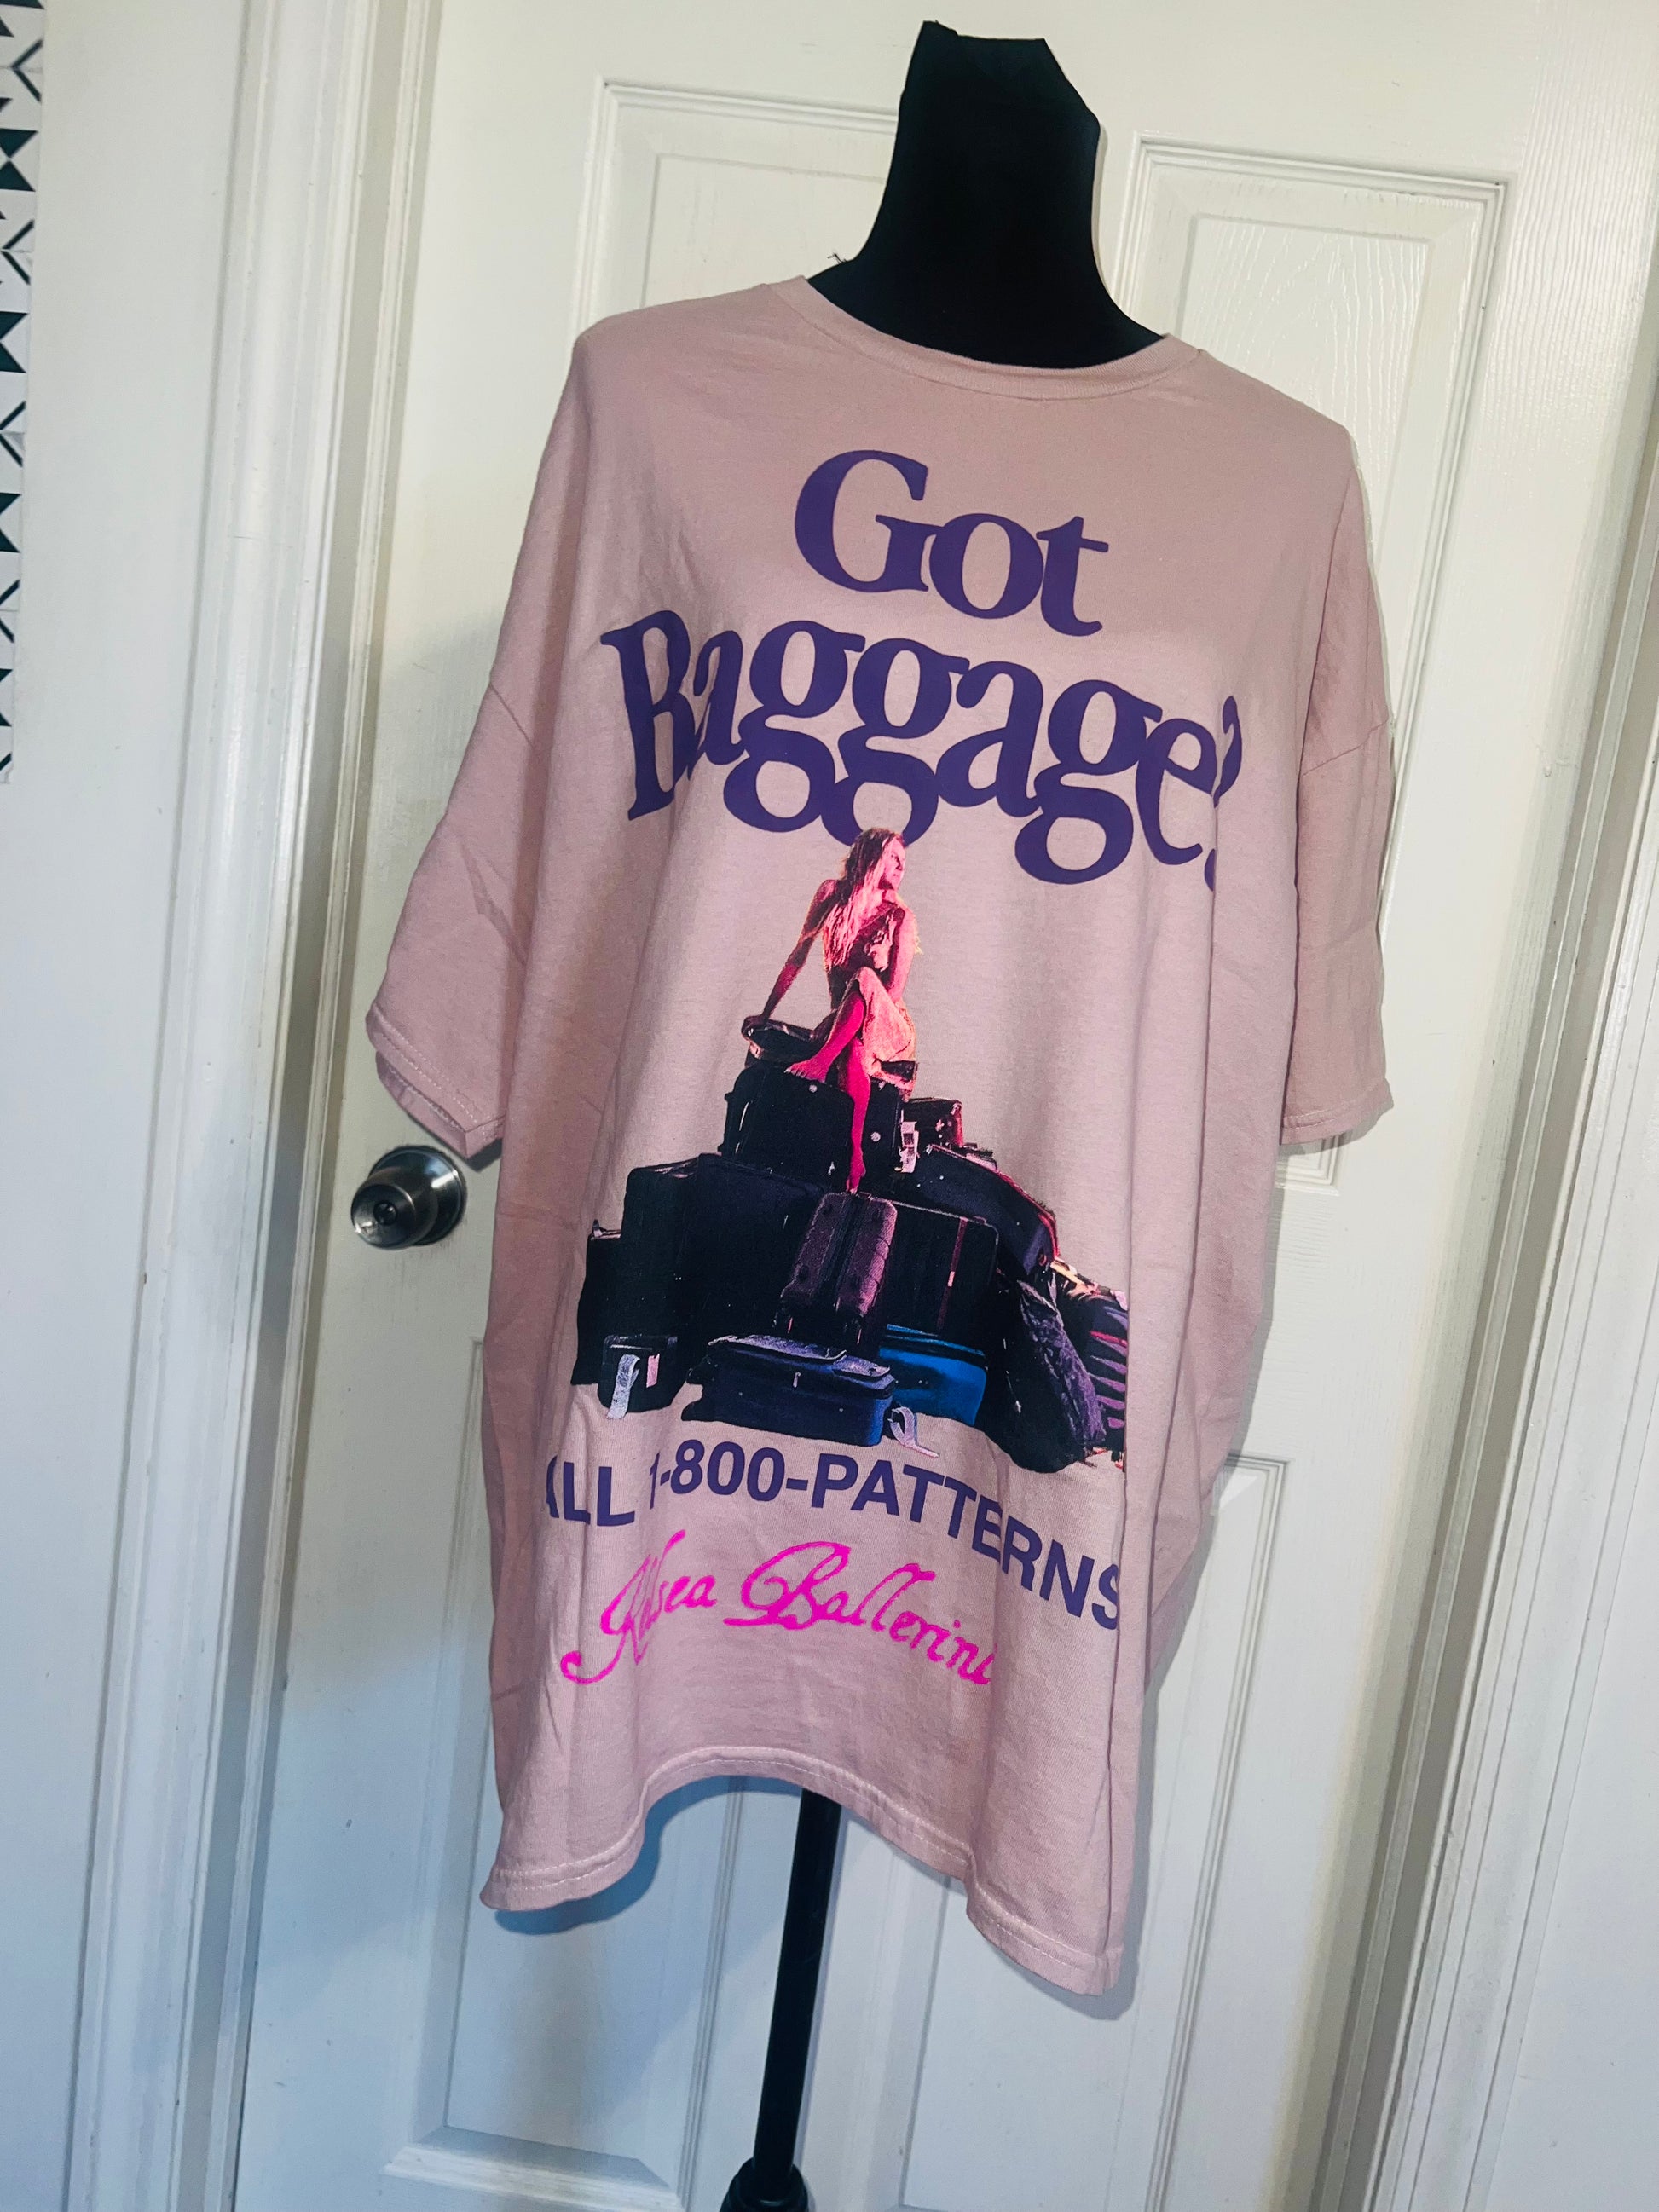 Got
Baggage?
ALL 1-800-PATTERNS
Kelsea Ballerini